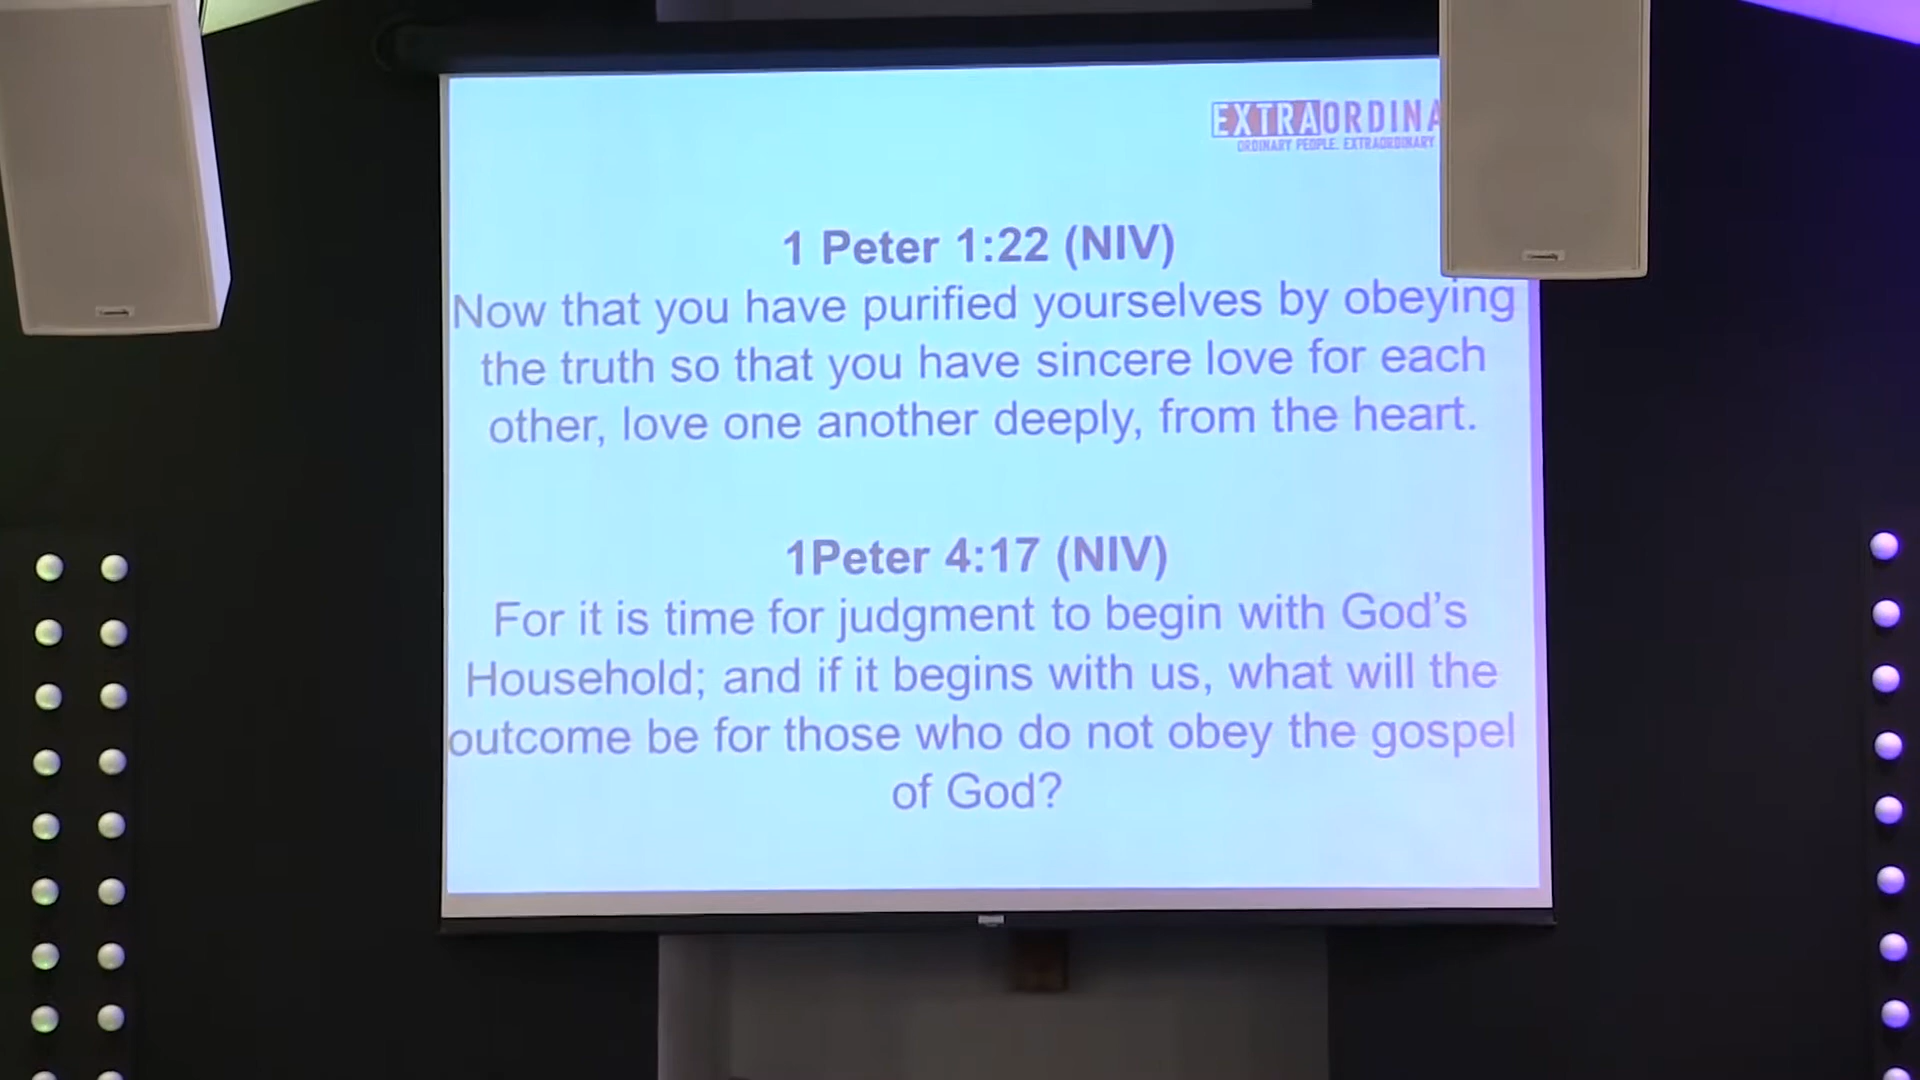 EXTRAORDINA
ORDINARY PEOPLE. EXTRAORDINARY
1 Peter 1:22 (NIV)
Now that you have purified yourselves by obeying
the truth so that you have sincere love for each
other, love one another deeply, from the heart.
1Peter 4:17 (NIV)
For it is time for judgment to begin with God’s
Household; and if it begins with us, what will the
outcome be for those who do not obey the gospel
of God?